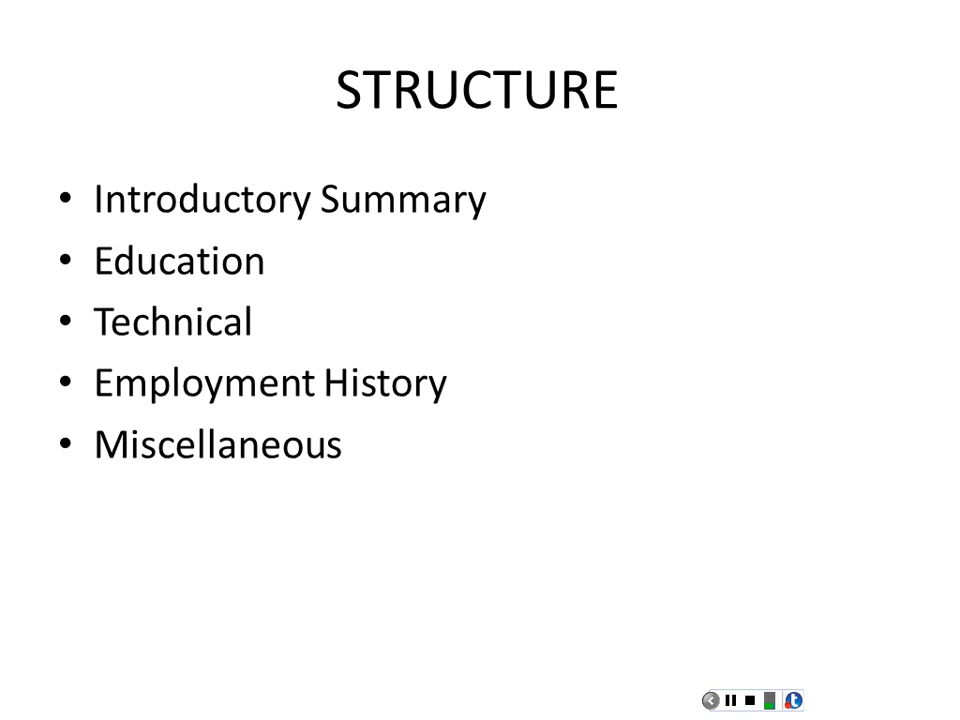 STRUCTURE
• Introductory Summary
• Education
• Technical
• Employment History
• Miscellaneous
t